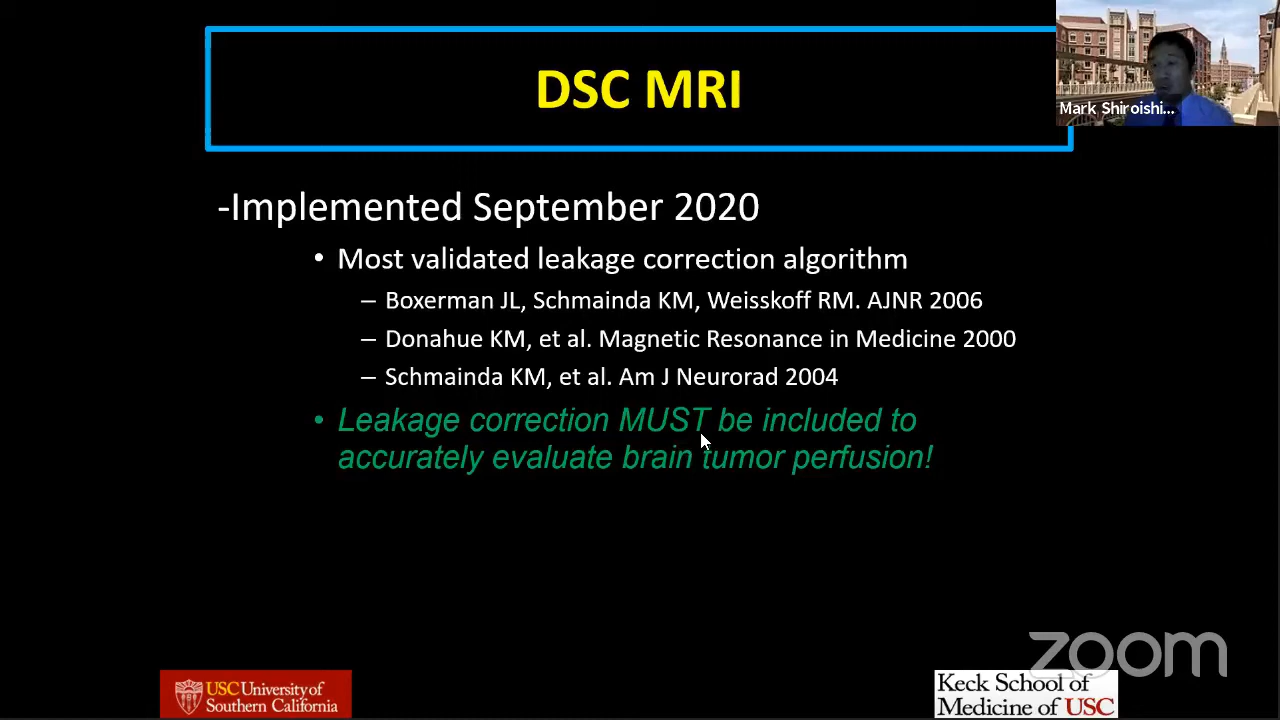 DSC MRI
Mark Shiroishi...
-Implemented September 2020
• Most validated leakage correction algorithm
– Boxerman JL, Schmainda KM, Weisskoff RM. AJNR 2006
– Donahue KM, et al. Magnetic Resonance in Medicine 2000
– Schmainda KM, et al. Am J Neurorad 2004
• Leakage correction MUST be included to
accurately evaluate brain tumor perfusion!
zoom
USC University of
Southern California
Keck School of
Medicine of USC